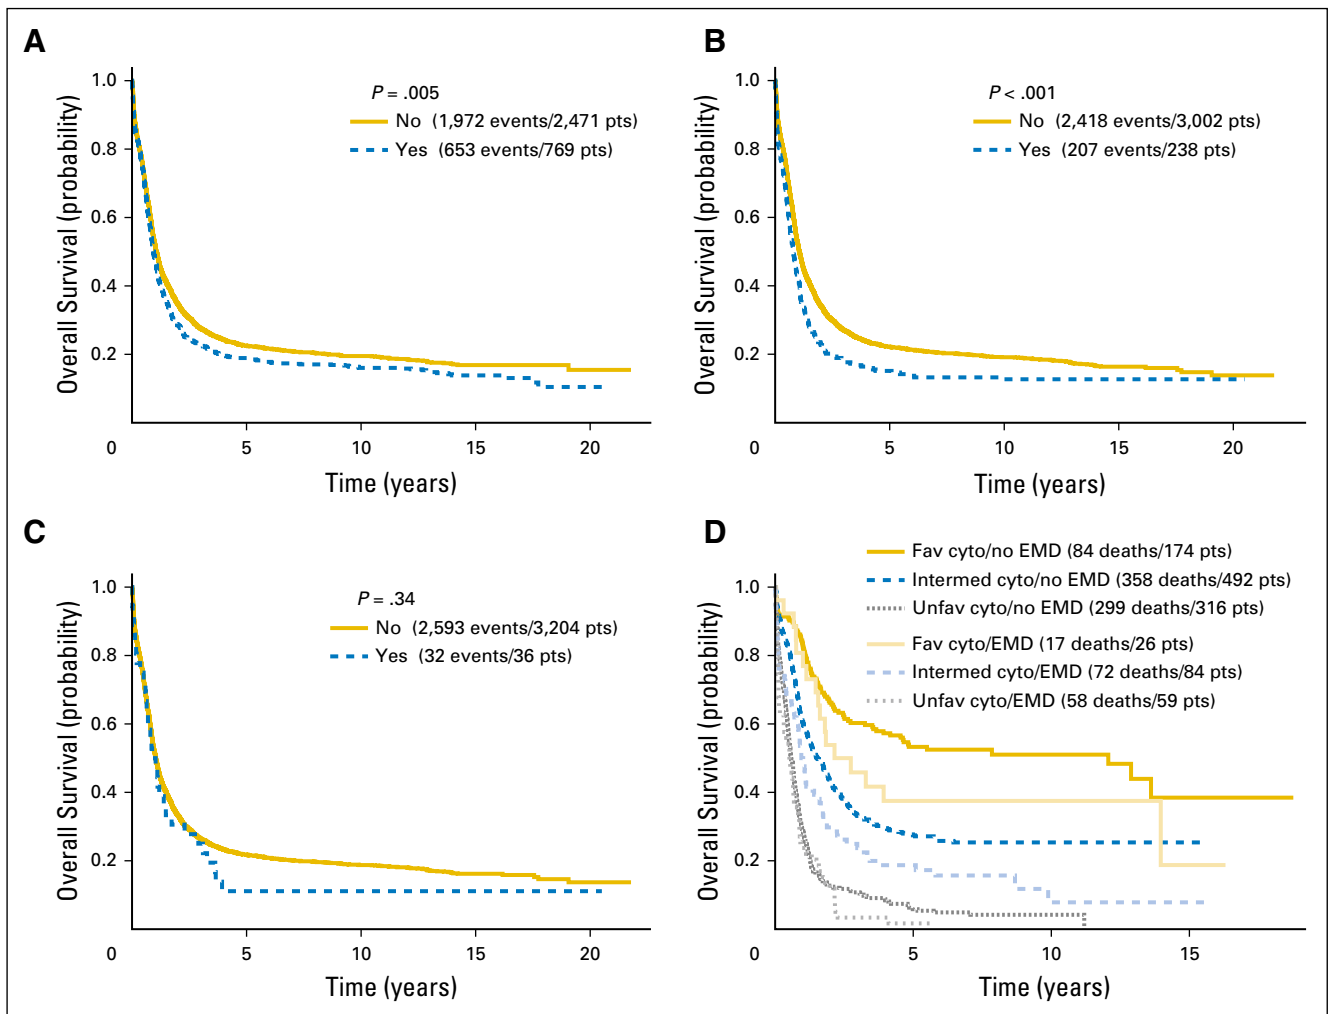 A
Overall Survival (probability)
1.0
0.8
0.6
0.4
0.2
0
5
10
15
20
Time (years)
P = .005
No (1,972 events/2,471 pts)
Yes (653 events/769 pts)
B
Overall Survival (probability)
1.0
0.8
0.6
0.4
0.2
0
5
10
15
20
Time (years)
P < .001
No (2,418 events/3,002 pts)
Yes (207 events/238 pts)
C
Overall Survival (probability)
1.0
0.8
0.6
0.4
0.2
0
5
10
15
20
Time (years)
P = .34
No (2,593 events/3,204 pts)
Yes (32 events/36 pts)
D
Overall Survival (probability)
1.0
0.8
0.6
0.4
0.2
0
5
10
15
Time (years)
Fav cyto/no EMD (84 deaths/174 pts)
Intermed cyto/no EMD (358 deaths/492 pts)
Unfav cyto/no EMD (299 deaths/316 pts)
Fav cyto/EMD (17 deaths/26 pts)
Intermed cyto/EMD (72 deaths/84 pts)
Unfav cyto/EMD (58 deaths/59 pts)